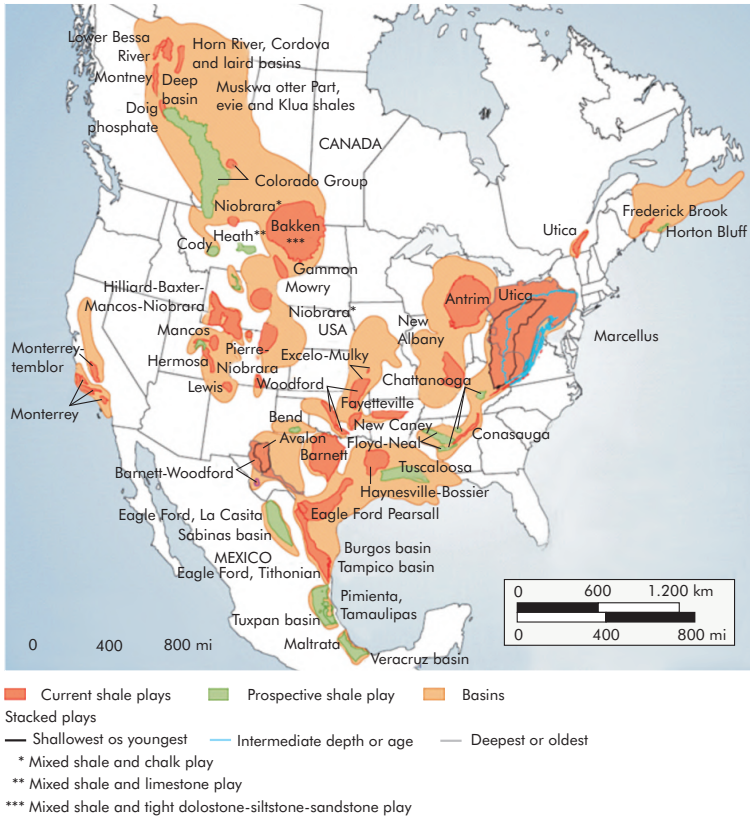 Lower Bessa
River
Horn River, Cordova
and laird basins
Montney
Deep
basin
Muskwa otter Part,
evie and Klua shales
Doig
phosphate
CANADA
Colorado Group
Niobrara*
Heath**
Bakken
***
Cody
Gammon
Mowry
Utica
Frederick Brook
Horton Bluff
Hilliard-Baxter-
Mancos-Niobrara
Antrim
Utica
Niobrara*
USA
New
Albany
Marcellus
Mancos
Monterrey
temblor
Hermosa
Pierre-
Niobrara
Excelo-Mulky
Lewis
Woodford
Chattanooga
Fayetteville
Monterrey
Bend
New Caney
Avalon
Floyd-Neal
Conasauga
Barnett
Barnett-Woodford
Tuscaloosa
Haynesville-Bossier
Eagle Ford, La Casita
Sabinas basin
Eagle Ford Pearsall
MEXICO
Eagle Ford, Tithonian
Burgos basin
Tampico basin
Pimienta,
Tamaulipas
Tuxpan basin
Maltrata
Veracruz basin
0 600 1.200 km
0 400 800 mi
0 400 800 mi
Current shale plays Prospective shale play Basins
Stacked plays
Shallowest os youngest Intermediate depth or age Deepest or oldest
* Mixed shale and chalk play
** Mixed shale and limestone play
*** Mixed shale and tight dolostone-siltstone-sandstone play